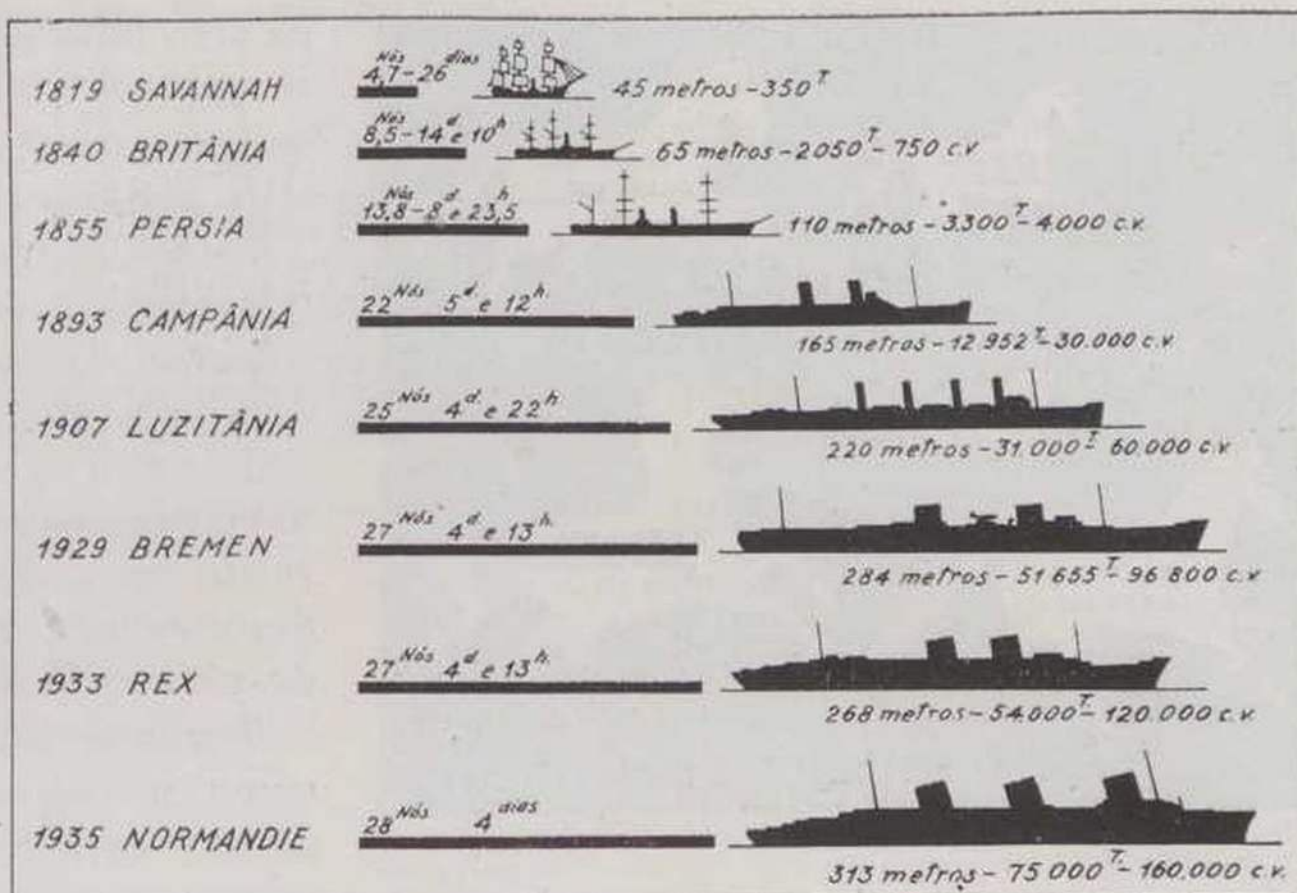 1819 SAVANNAH 4,7 Nós - 26 dias 45 metros - 350 T
1840 BRITÂNIA 8,5 Nós - 14 d e 10 h 65 metros - 2050 T - 750 c.v
1855 PERSIA 13,8 Nós - 8 d e 23,5 h 110 metros - 3.300 T - 4.000 c.v.
1893 CAMPÂNIA 22 Nós 5 d e 12 h.
165 metros - 12 952 T - 30.000 c.v.
1907 LUZITÂNIA 25 Nós 4 d e 22 h
220 metros - 31.000 T - 60.000 c.v.
1929 BREMEN 27 Nós 4 d e 13 h.
284 metros - 51 655 T - 96 800 c.v.
1933 REX 27 Nós 4 d e 13 h.
268 metros - 54.000 T - 120.000 c.v.
1935 NORMANDIE 28 Nós 4 dias
313 metros - 75 000 T. - 160.000 c.v.